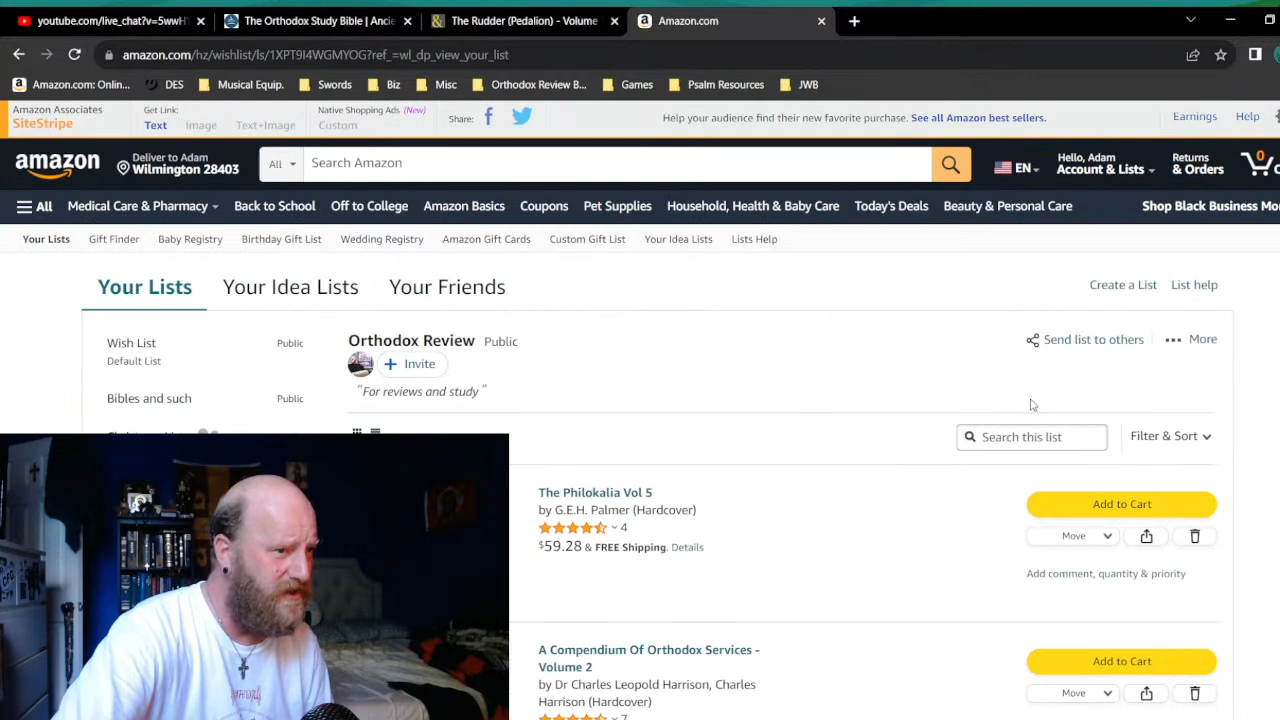 youtube.com/live_chat?v=5ww
The Orthodox Study Bible | Ancie
The Rudder (Pedalion) - Volume
Amazon.com
amazon.com/hz/wishlist/ls/1XPT9I4WGMYOG?ref_=wl_dp_view_your_list
Amazon.com: Onlin... DES Musical Equip. Swords Biz Misc Orthodox Review B... Games Psalm Resources JWB
Amazon Associates
SiteStripe
Get Link:
Text Image Text+Image
Native Shopping Ads (New)
Custom
Share:
Help your audience find their new favorite purchase. See all Amazon best sellers.
Earnings Help
amazon
Deliver to Adam
Wilmington 28403
All Search Amazon
EN
Hello, Adam
Account & Lists
Returns
& Orders
0
All Medical Care & Pharmacy Back to School Off to College Amazon Basics Coupons Pet Supplies Household, Health & Baby Care Today's Deals Beauty & Personal Care Shop Black Business Mo
Your Lists Gift Finder Baby Registry Birthday Gift List Wedding Registry Amazon Gift Cards Custom Gift List Your Idea Lists Lists Help
Your Lists Your Idea Lists Your Friends
Create a List List help
Wish List Public
Default List
Bibles and such Public
Orthodox Review Public
+ Invite
"For reviews and study"
Send list to others ... More
Search this list
Filter & Sort
The Philokalia Vol 5
by G.E.H. Palmer (Hardcover)
4
$59.28 & FREE Shipping. Details
Add to Cart
Move
Add comment, quantity & priority
A Compendium Of Orthodox Services -
Volume 2
by Dr Charles Leopold Harrison, Charles
Harrison (Hardcover)
7
Add to Cart
Move